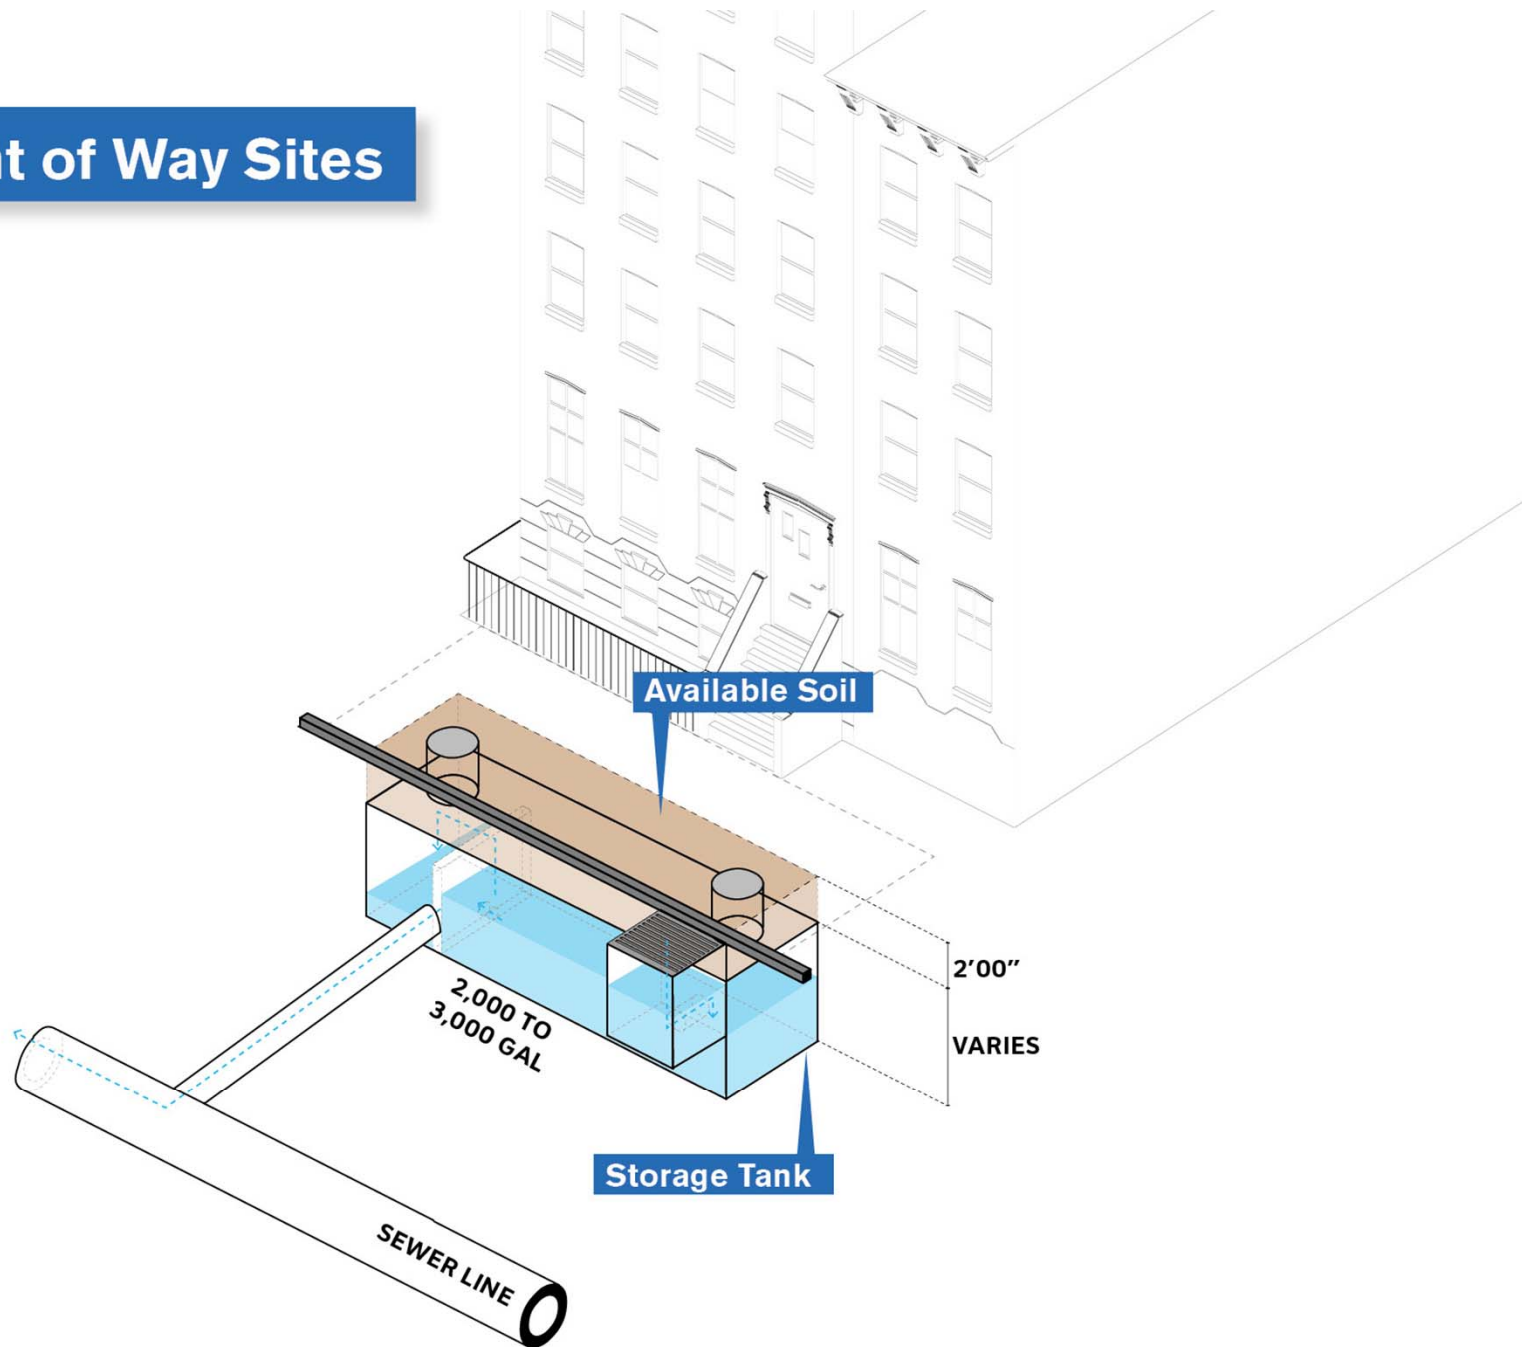 t of Way Sites
Available Soil
2’00”
2,000 TO
3,000 GAL
VARIES
Storage Tank
SEWER LINE